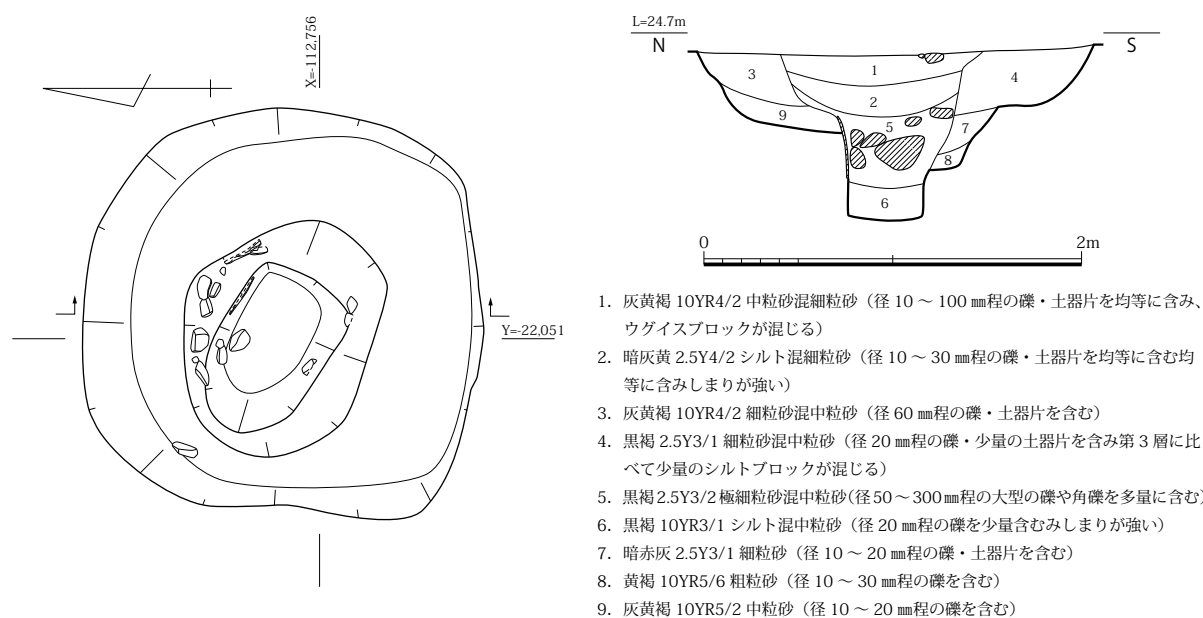 X=-112,756
Y=-22,051
L=24.7m
N
S
3
1
4
2
9
5
7
8
6
0
2m
1. 灰黄褐 10YR4/2 中粒砂混細粒砂（径 10 ～ 100 ㎜程の礫・土器片を均等に含み、
ウグイスブロックが混じる）
2. 暗灰黄 2.5Y4/2 シルト混細粒砂（径 10 ～ 30 ㎜程の礫・土器片を均等に含む均
等に含みしまりが強い）
3. 灰黄褐 10YR4/2 細粒砂混中粒砂（径 60 ㎜程の礫・土器片を含む）
4. 黒褐 2.5Y3/1 細粒砂混中粒砂（径 20 ㎜程の礫・少量の土器片を含み第 3 層に比
べて少量のシルトブロックが混じる）
5. 黒褐 2.5Y3/2 極細粒砂混中粒砂（径 50 ～ 300 ㎜程の大型の礫や角礫を多量に含む）
6. 黒褐 10YR3/1 シルト混中粒砂（径 20 ㎜程の礫を少量含むみしまりが強い）
7. 暗赤灰 2.5Y3/1 細粒砂（径 10 ～ 20 ㎜程の礫・土器片を含む）
8. 黄褐 10YR5/6 粗粒砂（径 10 ～ 30 ㎜程の礫を含む）
9. 灰黄褐 10YR5/2 中粒砂（径 10 ～ 20 ㎜程の礫を含む）